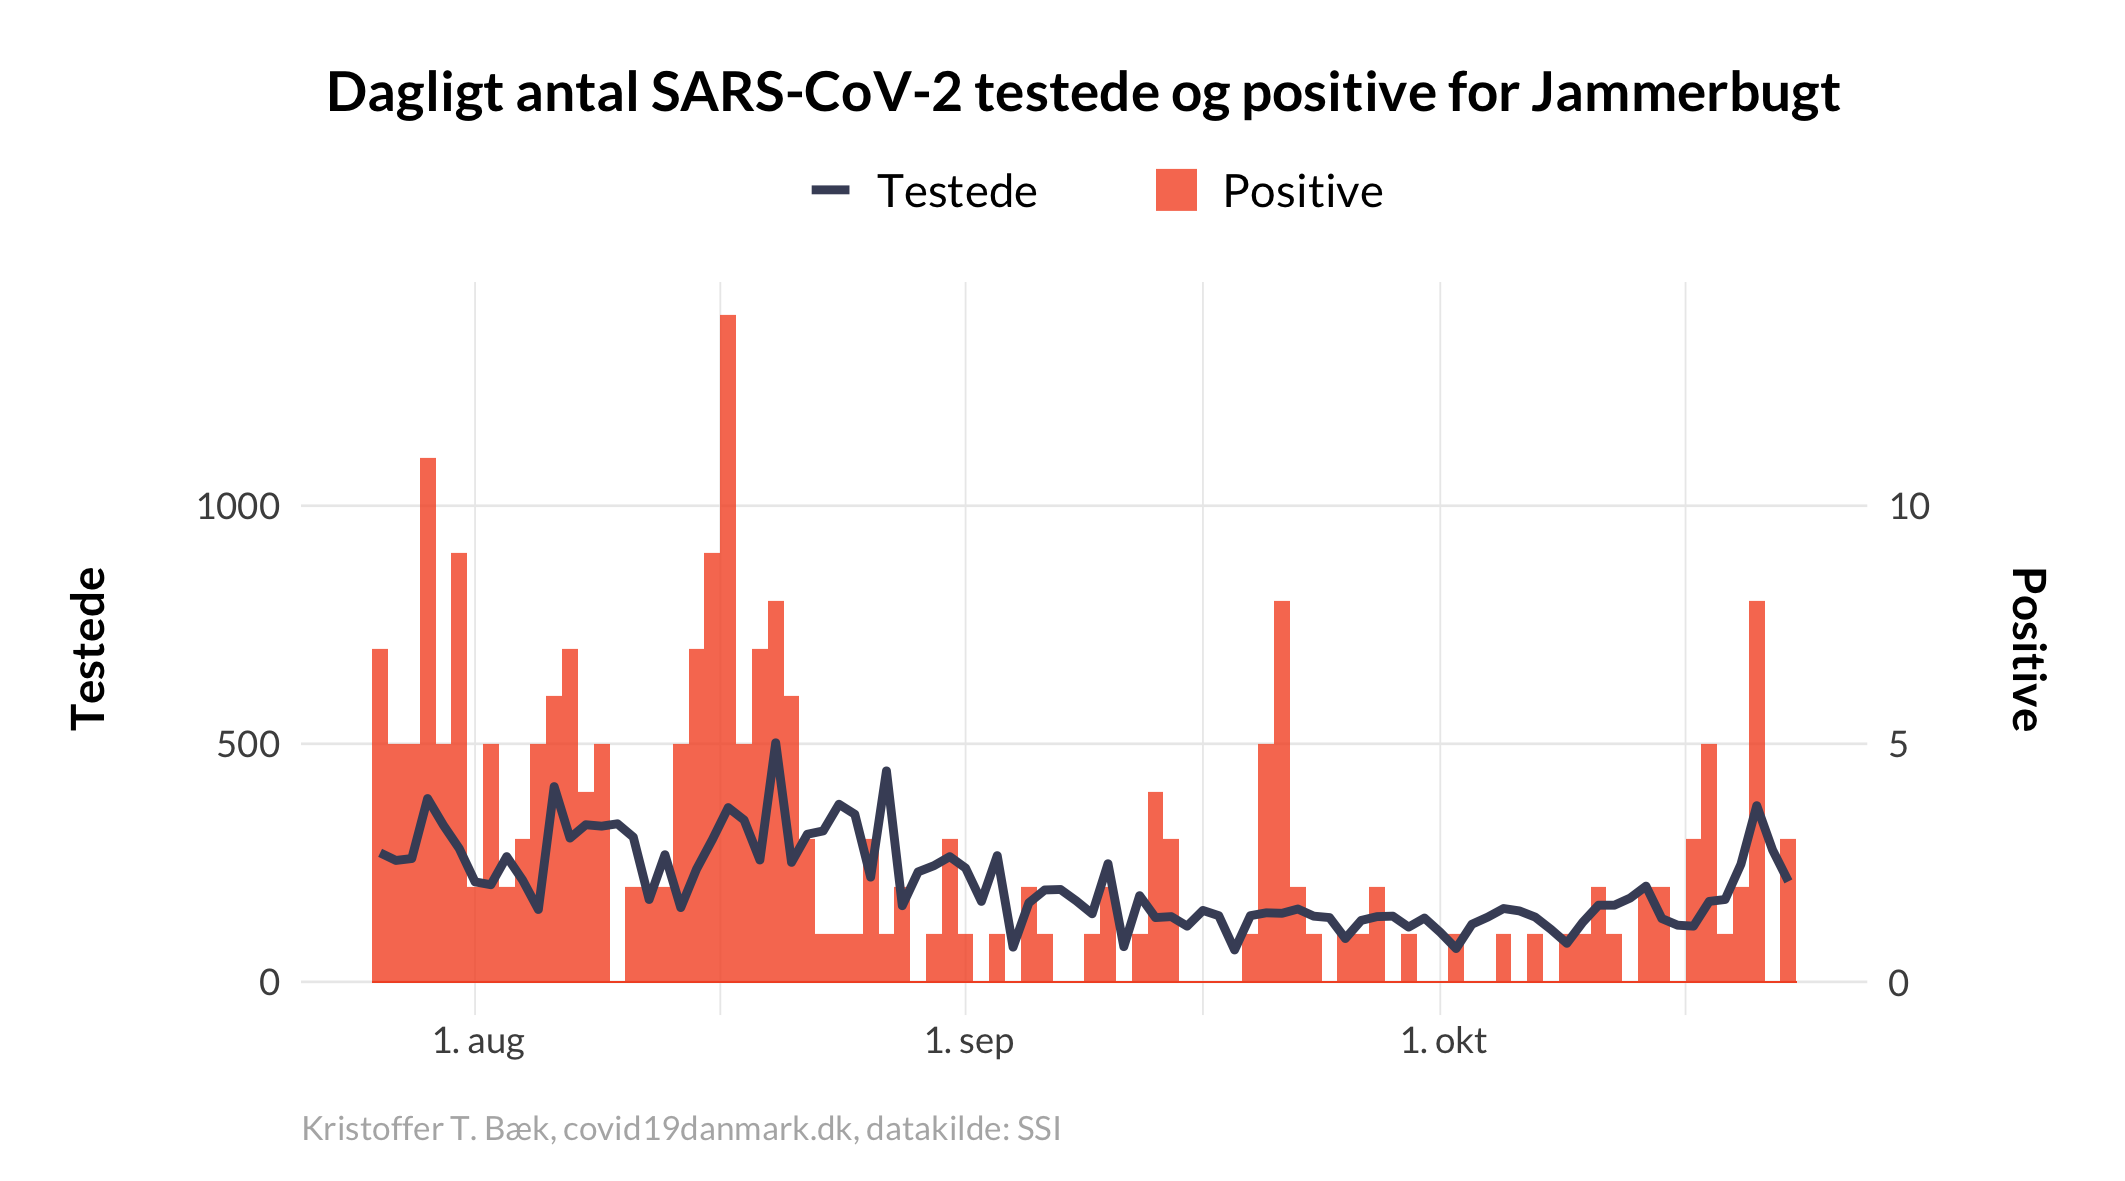 Dagligt antal SARS-CoV-2 testede og positive for Jammerbugt
Testede
Positive
1000
500
0
Testede
10
5
0
Positive
1. aug
1. sep
1. okt
Kristoffer T. Bæk, covid19danmark.dk, datakilde: SSI